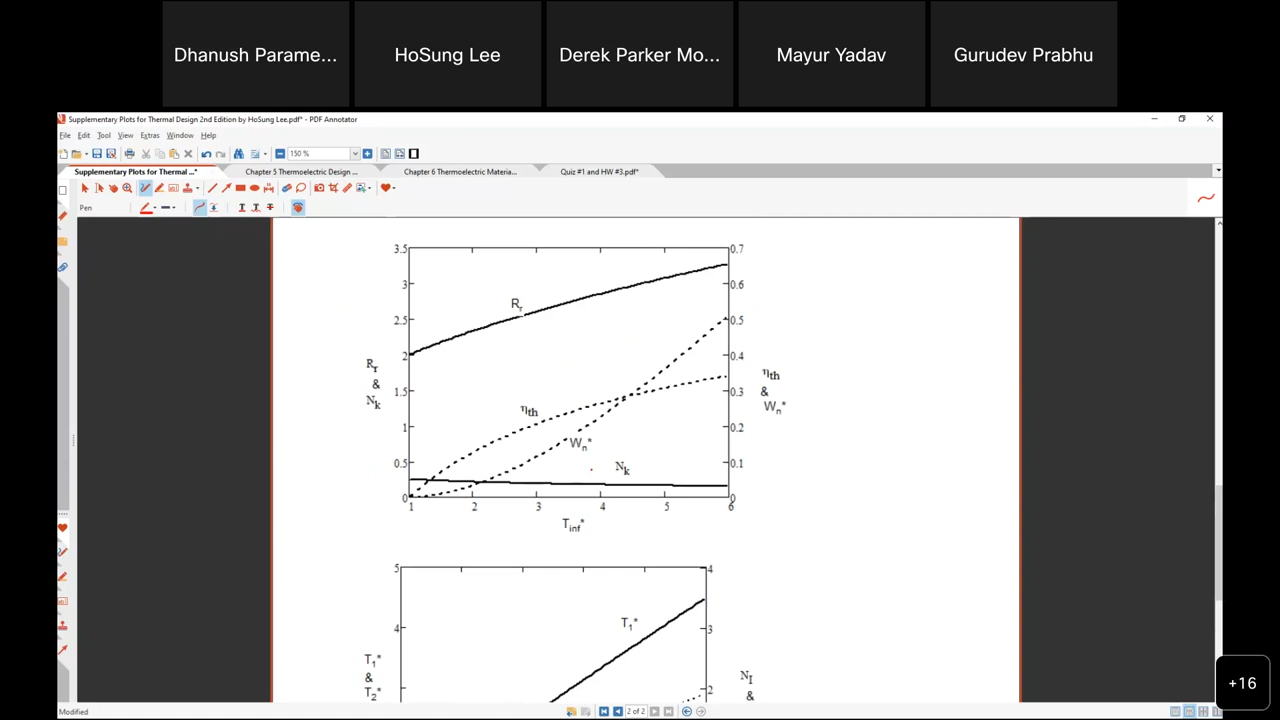 Dhanush Parame...
HoSung Lee
Derek Parker Mo...
Mayur Yadav
Gurudev Prabhu
Supplementary Plots for Thermal Design 2nd Edition by HoSung Lee.pdf* - PDF Annotator
File Edit Tool View Extras Window Help
150 %
Supplementary Plots for Thermal ...*
Chapter 5 Thermoelectric Design ...
Chapter 6 Thermoelectric Materia...
Quiz #1 and HW #3.pdf*
Pen
3.5
3
2.5
2
1.5
1
0.5
0
Rr
&
Nk
Rr
ηth
Wn*
Nk
0.7
0.6
0.5
0.4
0.3
0.2
0.1
0
ηth
&
Wn*
1 2 3 4 5 6
Tinf*
5
4
T1*
&
T2*
T1*
4
3
2
NI
&
+16
Modified
2 of 2